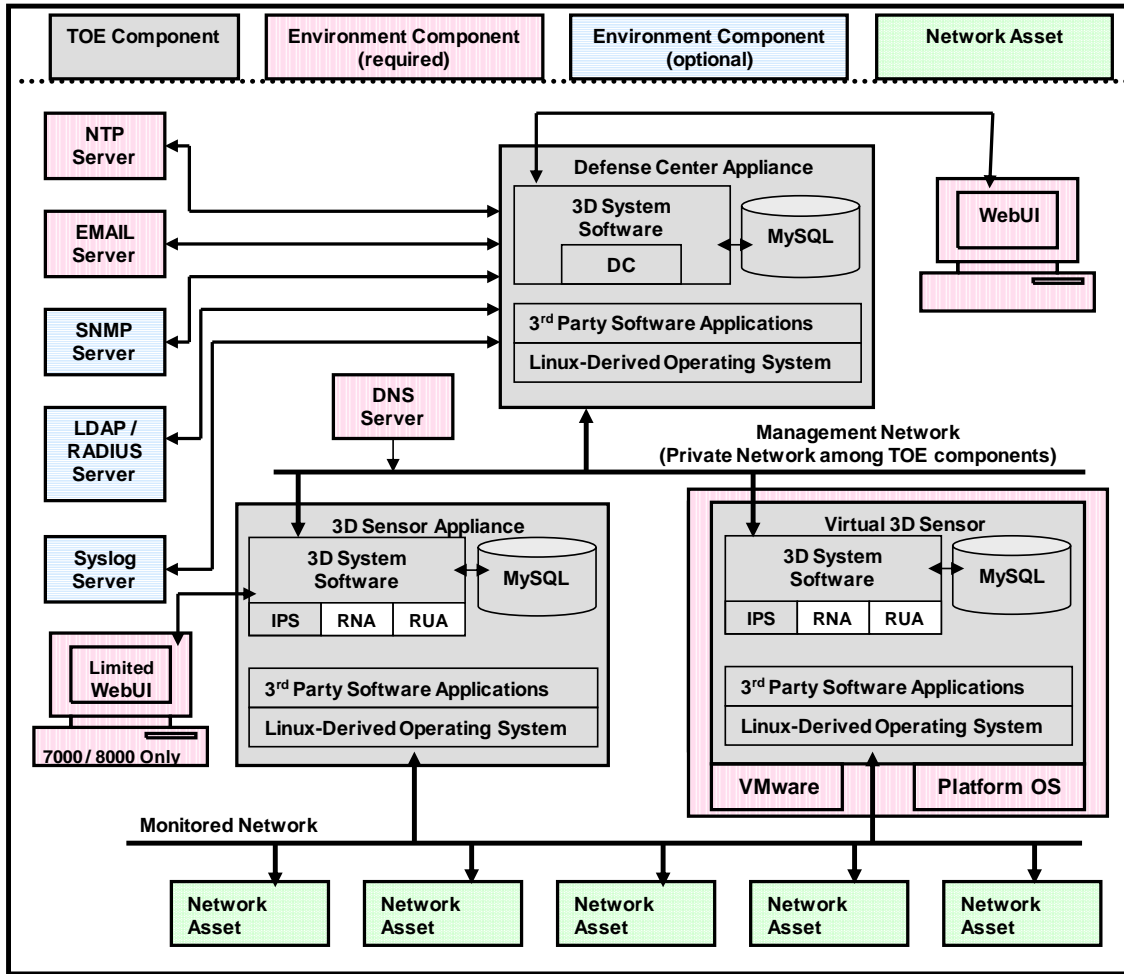 TOE Component
Environment Component
(required)
Environment Component
(optional)
Network Asset
NTP
Server
EMAIL
Server
SNMP
Server
LDAP /
RADIUS
Server
Syslog
Server
Limited
WebUI
7000 / 8000 Only
Defense Center Appliance
3D System
Software
DC
MySQL
3rd Party Software Applications
Linux-Derived Operating System
WebUI
DNS
Server
Management Network
(Private Network among TOE components)
3D Sensor Appliance
3D System
Software
IPS
RNA
RUA
MySQL
3rd Party Software Applications
Linux-Derived Operating System
Virtual 3D Sensor
3D System
Software
IPS
RNA
RUA
MySQL
3rd Party Software Applications
Linux-Derived Operating System
VMware
Platform OS
Monitored Network
Network
Asset
Network
Asset
Network
Asset
Network
Asset
Network
Asset